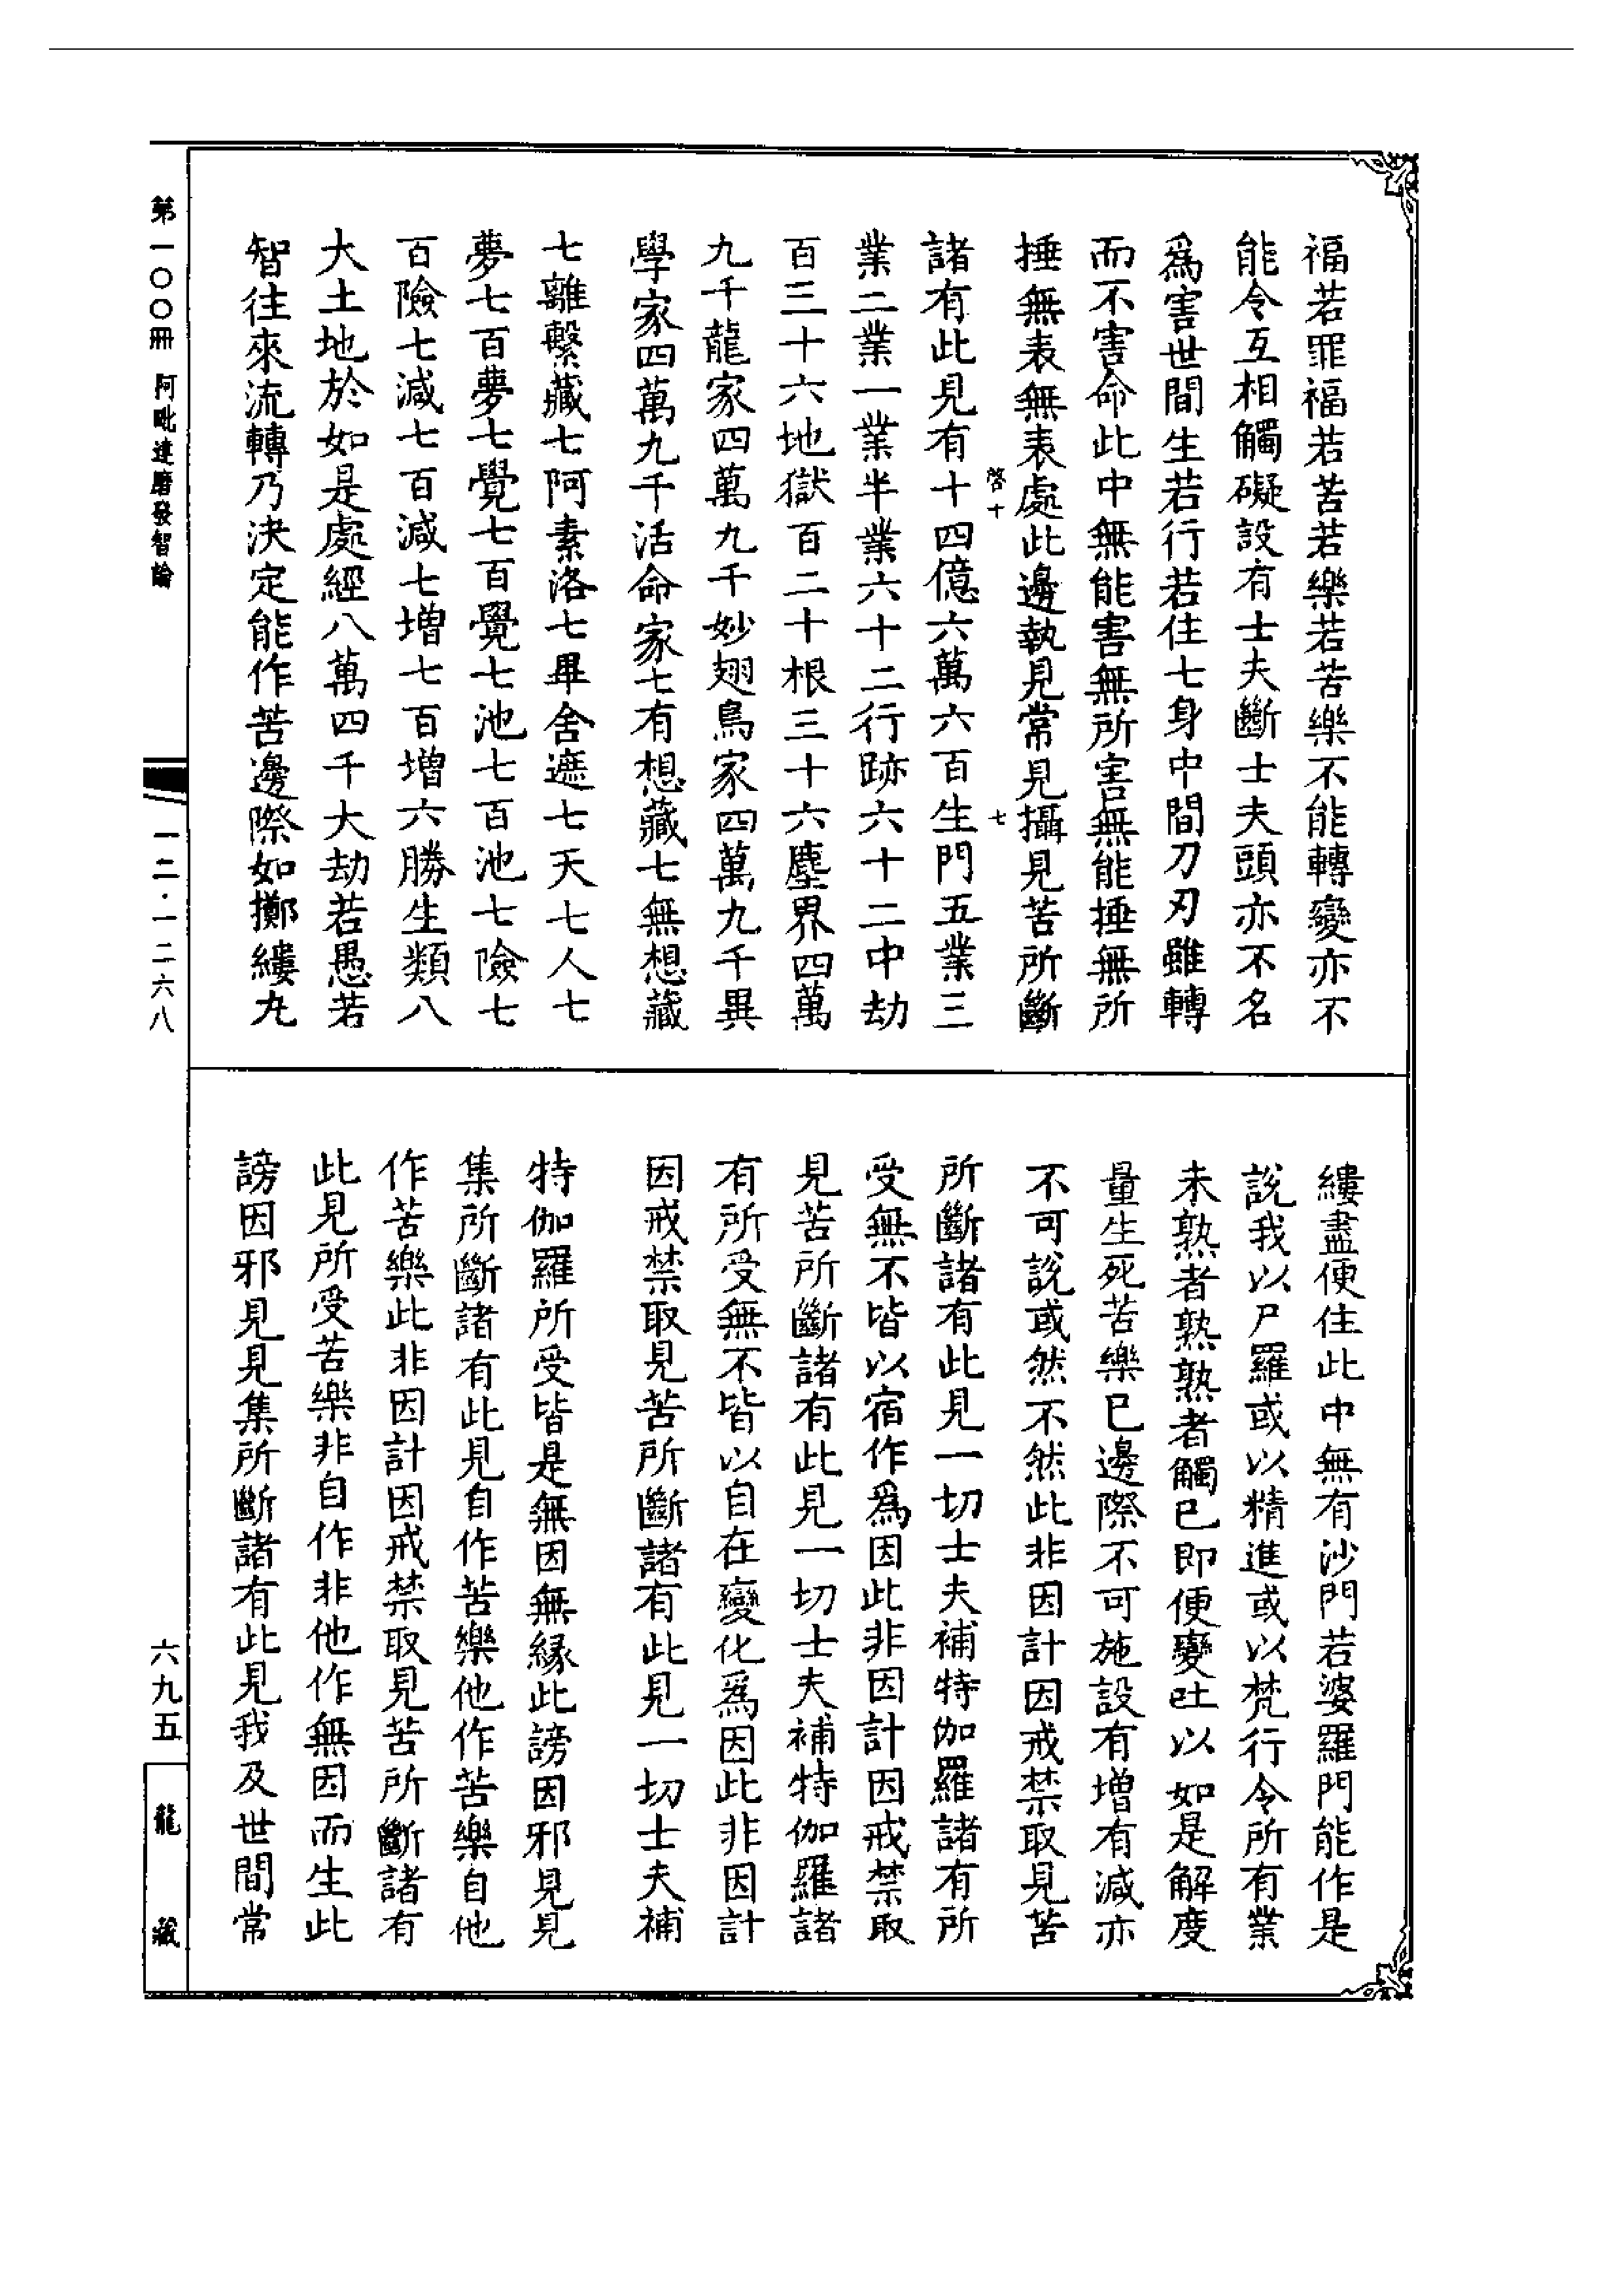 福若罪福若苦若樂若苦樂不能轉變亦不
能令互相觸礙設有士夫斷士夫頭亦不名
爲害世間生若行若住七身中間刀刃雖轉
而不害命此中無能害無所害無能捶無所
捶無表無表處此邊執見常見攝見苦所斷
啓十 七
諸有此見有十四億六萬六百生門五業三
業二業一業半業六十二行跡六十二中劫
百三十六地獄百二十根三十六塵界四萬
九千龍家四萬九千妙翅鳥家四萬九千異
學家四萬九千活命家七有想藏七無想藏
七離繫藏七阿素洛七畢舍遮七天七人七
夢七百夢七覺七百覺七池七百池七險七
百險七減七百減七增七百增六勝生類八
大土地於如是處經八萬四千大劫若愚若
智往來流轉乃決定能作苦邊際如擲縷丸
縷盡便住此中無有沙門若婆羅門能作是
說我以尸羅或以精進或以梵行令所有業
未熟者熟熟者觸已即便變吐以如是解度
量生死苦樂已邊際不可施設有增有減亦
不可說或然不然此非因計因戒禁取見苦
所斷諸有此見一切士夫補特伽羅諸有所
受無不皆以宿作爲因此非因計因戒禁取
見苦所斷諸有此見一切士夫補特伽羅諸
有所受無不皆以自在變化爲因此非因計
因戒禁取見苦所斷諸有此見一切士夫補
特伽羅所受皆是無因無緣此謗因邪見見
集所斷諸有此見自作苦樂他作苦樂自他
作苦樂此非因計因戒禁取見苦所斷諸有
此見所受苦樂非自作非他作無因而生此
謗因邪見見集所斷諸有此見我及世間常
第一〇〇冊 阿毗達磨發智論
一二·一二六八
六九五
龍藏